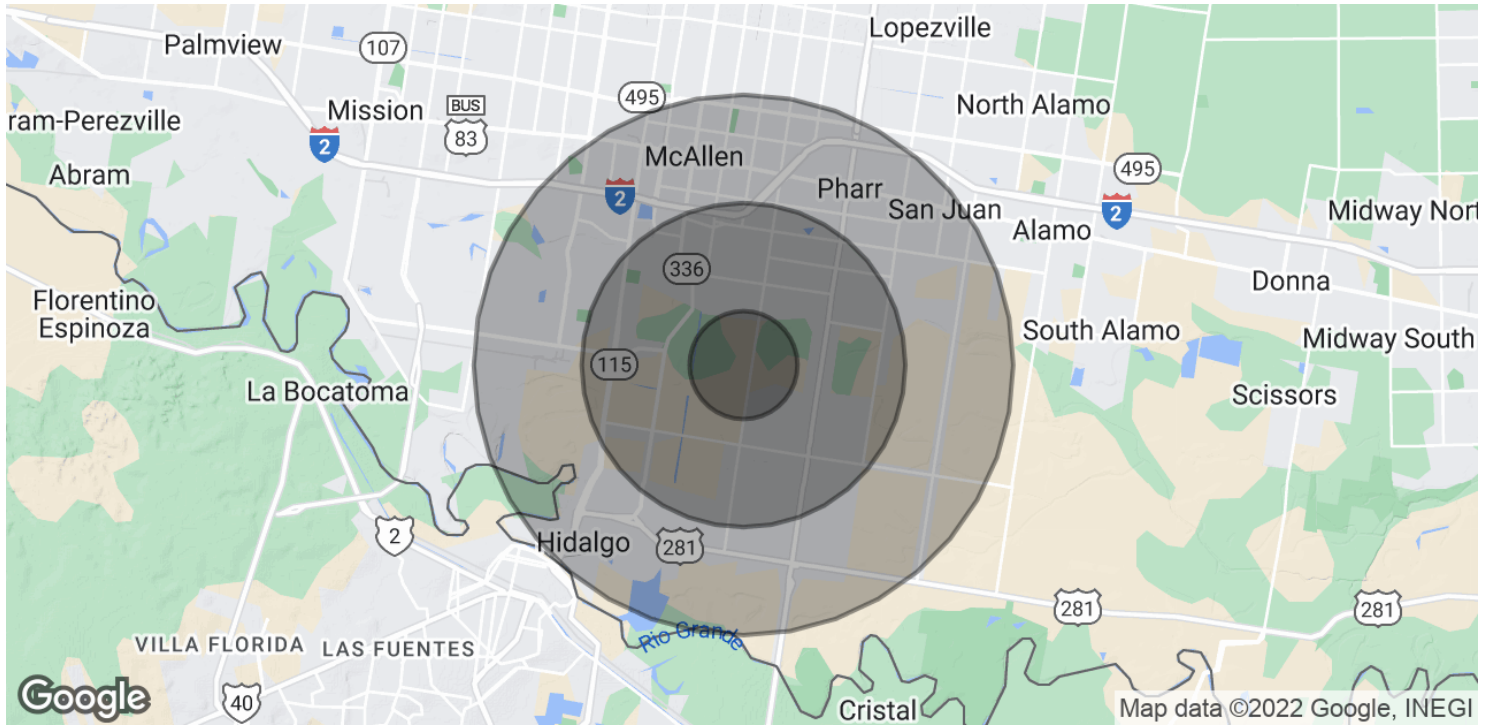 Lopezville
Palmview
107
495
BUS
83
North Alamo
Mission
ram-Perezville
2
McAllen
495
Abram
2
Pharr
San Juan
2
Midway Nort
Alamo
336
Donna
Florentino
Espinoza
South Alamo
Midway South
115
La Bocatoma
Scissors
2
Hidalgo
281
281
281
VILLA FLORIDA
LAS FUENTES
Rio Grande
Google
40
Cristal
Map data ©2022 Google, INEGI